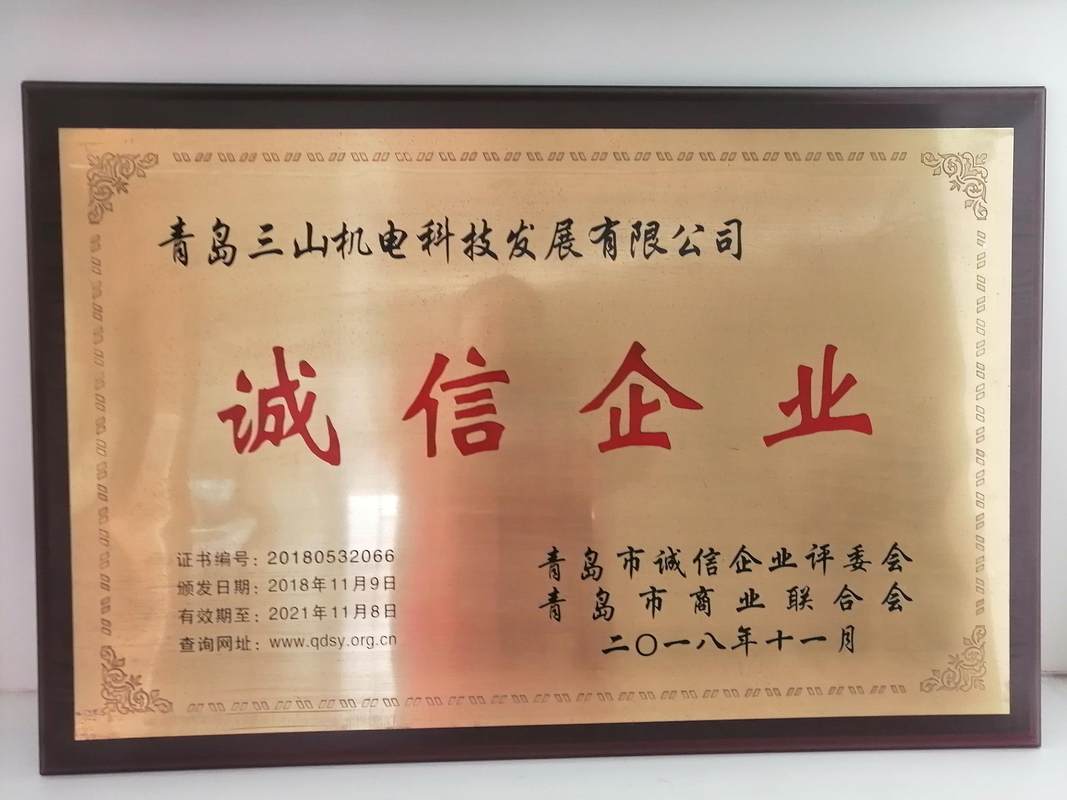 青岛三山机电科技发展有限公司
诚信企业
证书编号：20180532066
颁发日期：2018年11月9日
有效期至：2021年11月8日
查询网址：www.qdsy.org.cn
青岛市诚信企业评委会
青岛市商业联合会
二〇一八年十一月